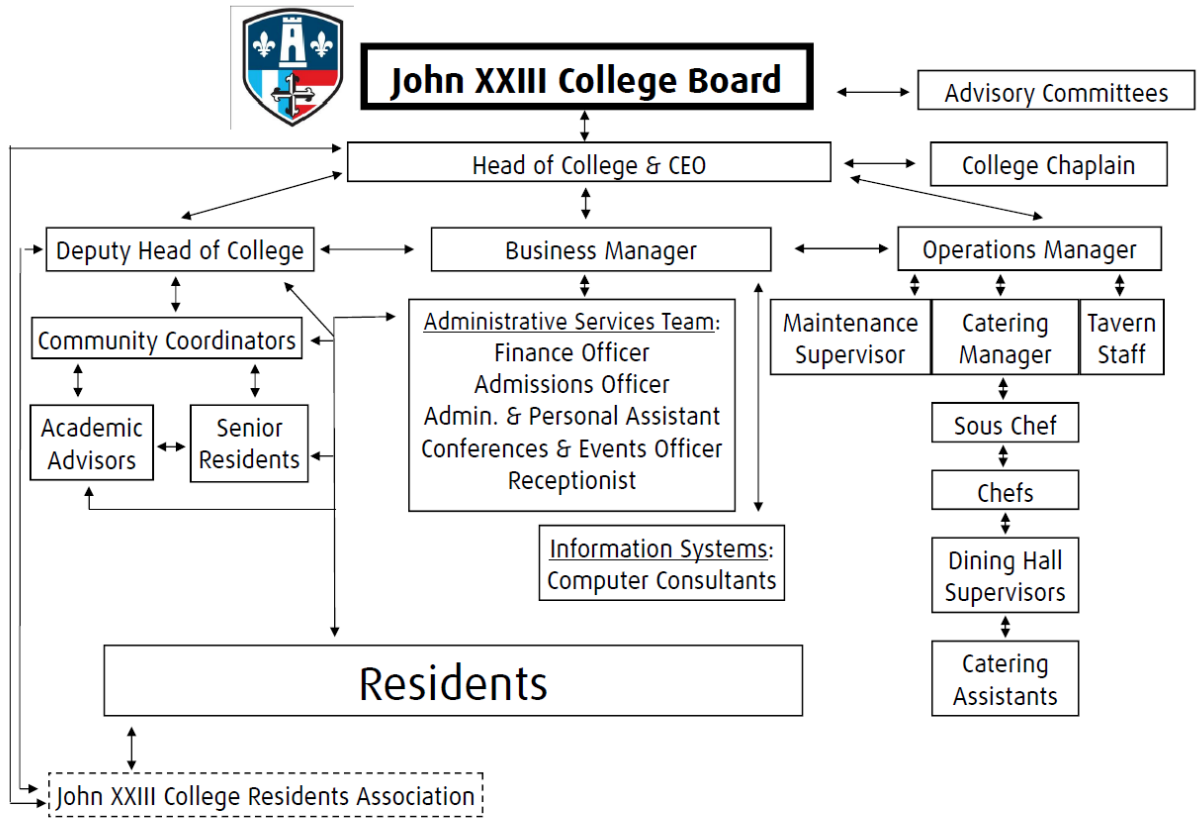 John XXIII College Board
Advisory Committees
Head of College & CEO
College Chaplain
Deputy Head of College
Business Manager
Operations Manager
Community Coordinators
Academic
Advisors
Senior
Residents
Administrative Services Team:
Finance Officer
Admissions Officer
Admin. & Personal Assistant
Conferences & Events Officer
Receptionist
Information Systems:
Computer Consultants
Maintenance
Supervisor
Catering
Manager
Tavern
Staff
Sous Chef
Chefs
Dining Hall
Supervisors
Catering
Assistants
Residents
John XXIII College Residents Association